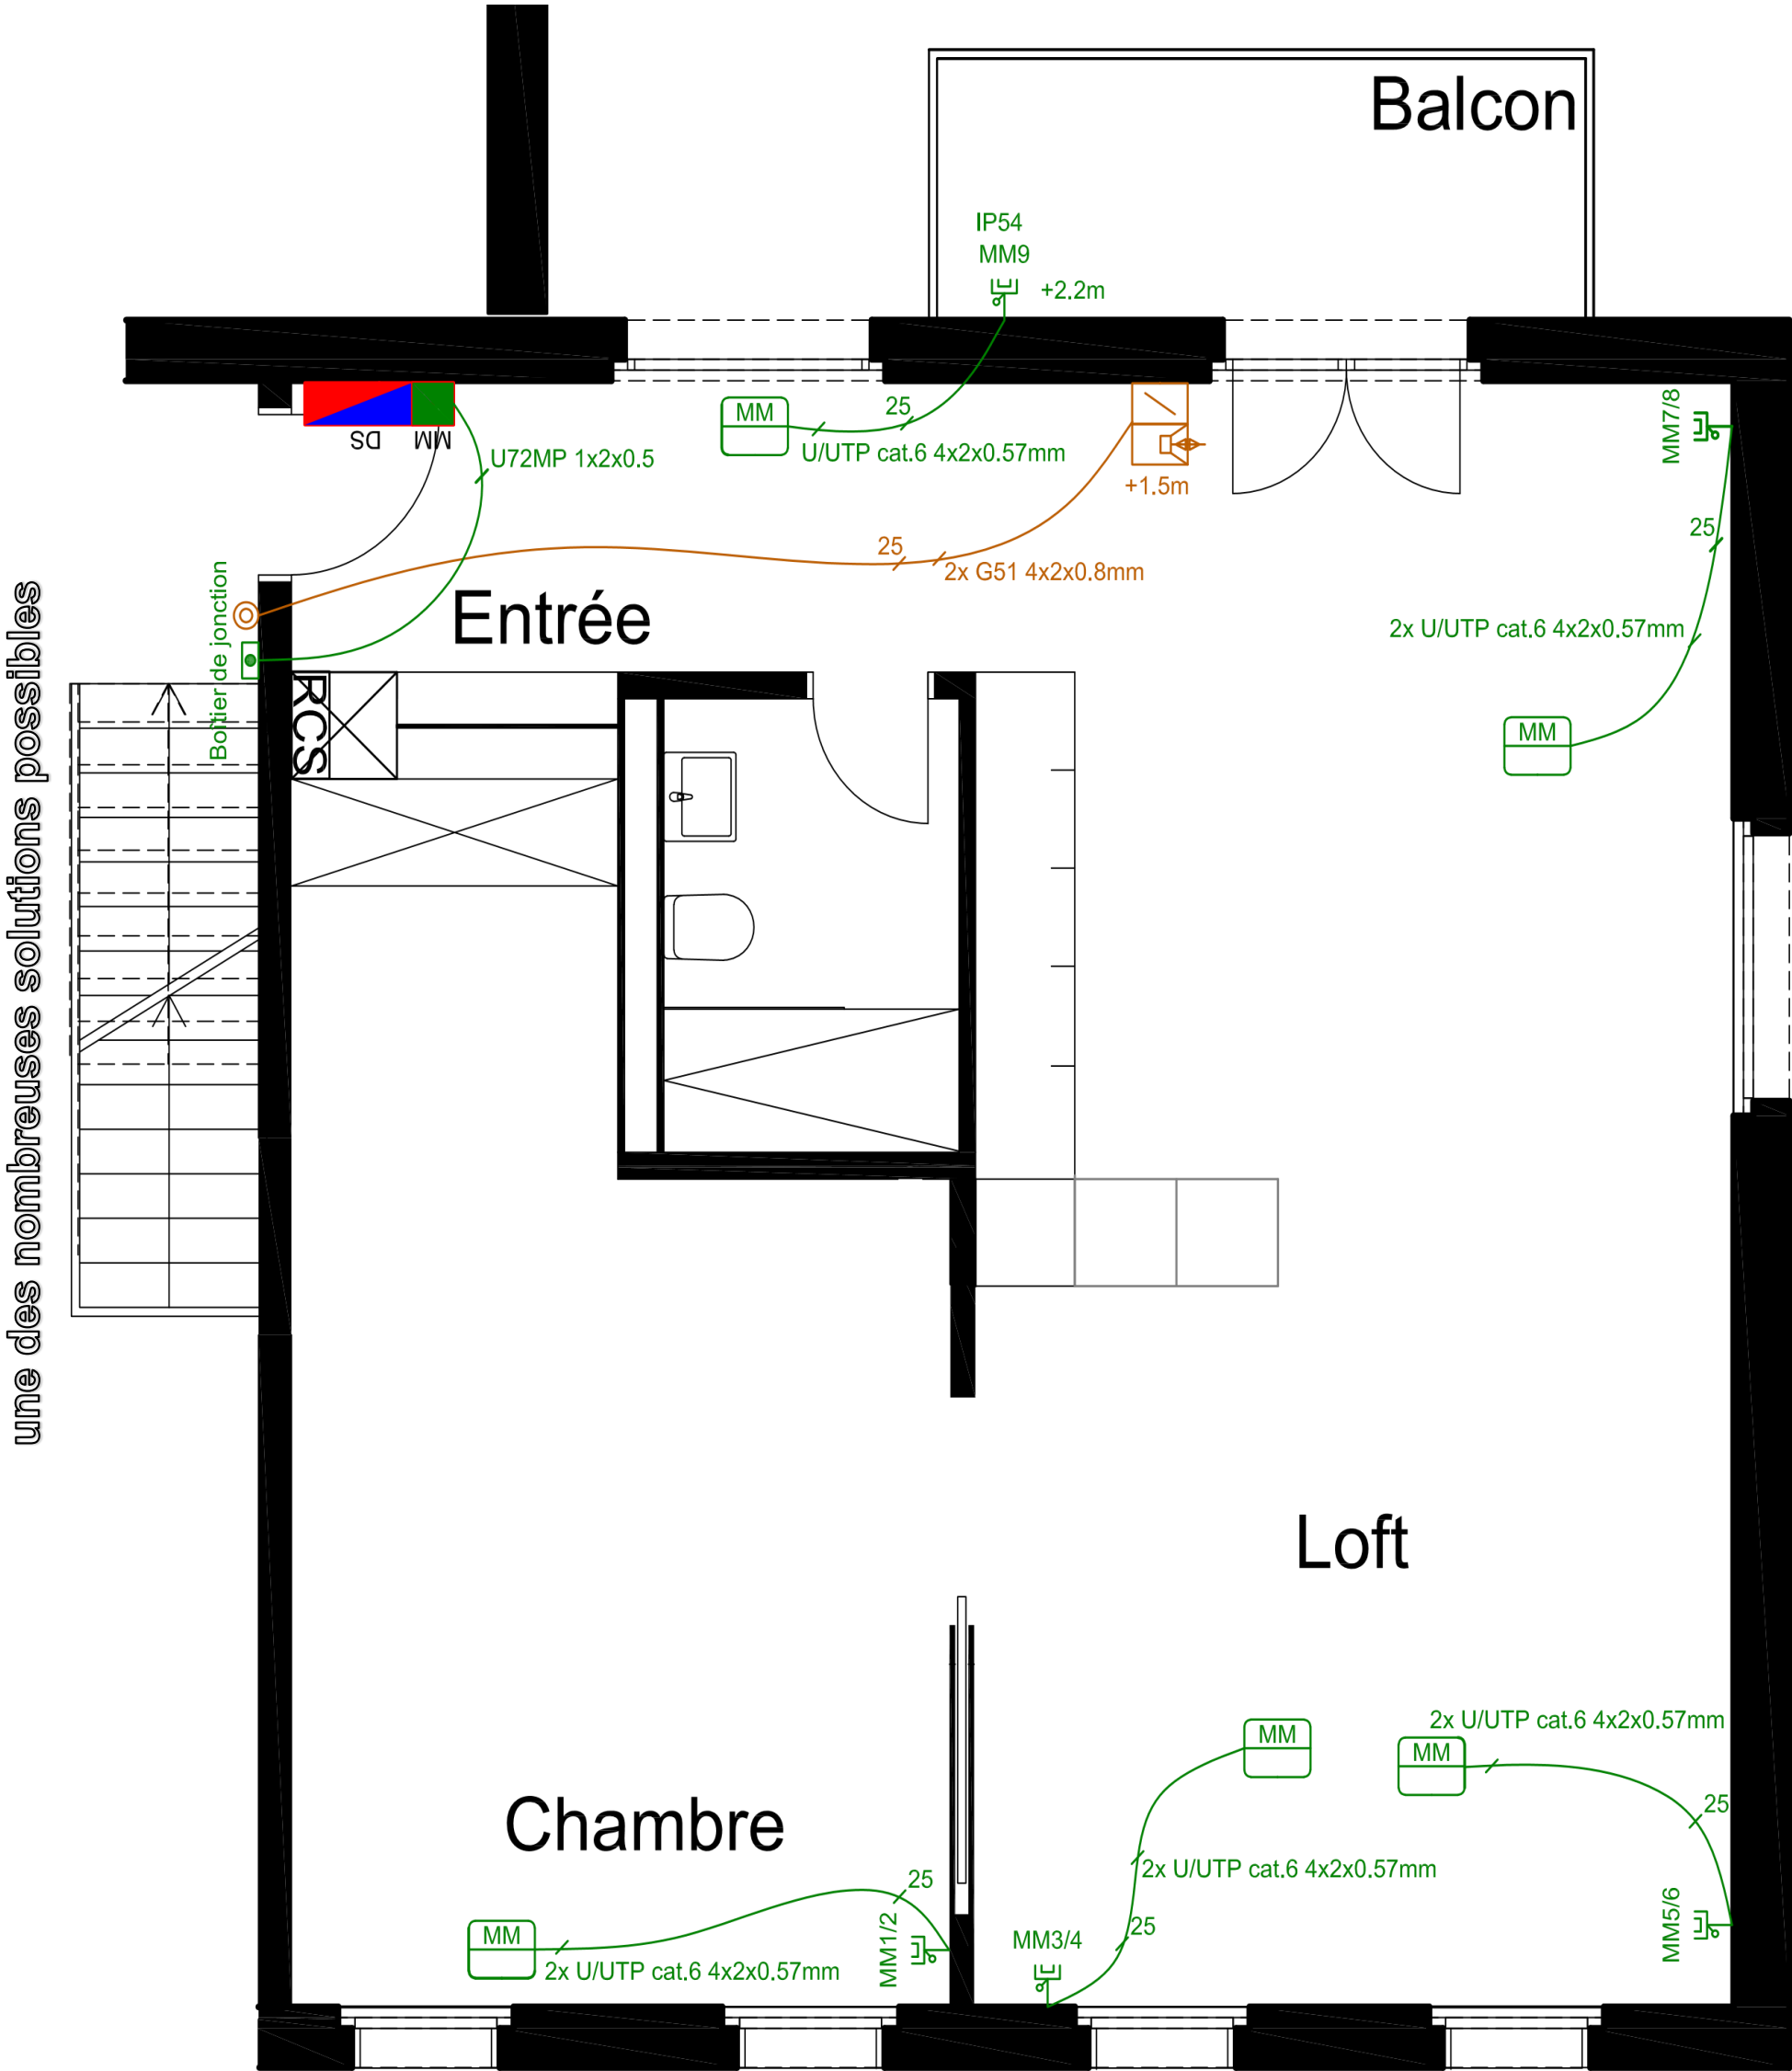 Balcon
IP54
MM9
+2.2m
MM
25
U/UTP cat.6 4x2x0.57mm
DS
MM
U72MP 1x2x0.5
+1.5m
25
2x G51 4x2x0.8mm
MM7/8
25
2x U/UTP cat.6 4x2x0.57mm
MM
Entrée
Boîtier de jonction
RCS
une des nombreuses solutions possibles
Loft
Chambre
MM
2x U/UTP cat.6 4x2x0.57mm
25
MM1/2
MM
2x U/UTP cat.6 4x2x0.57mm
25
MM3/4
2x U/UTP cat.6 4x2x0.57mm
MM
25
MM5/6